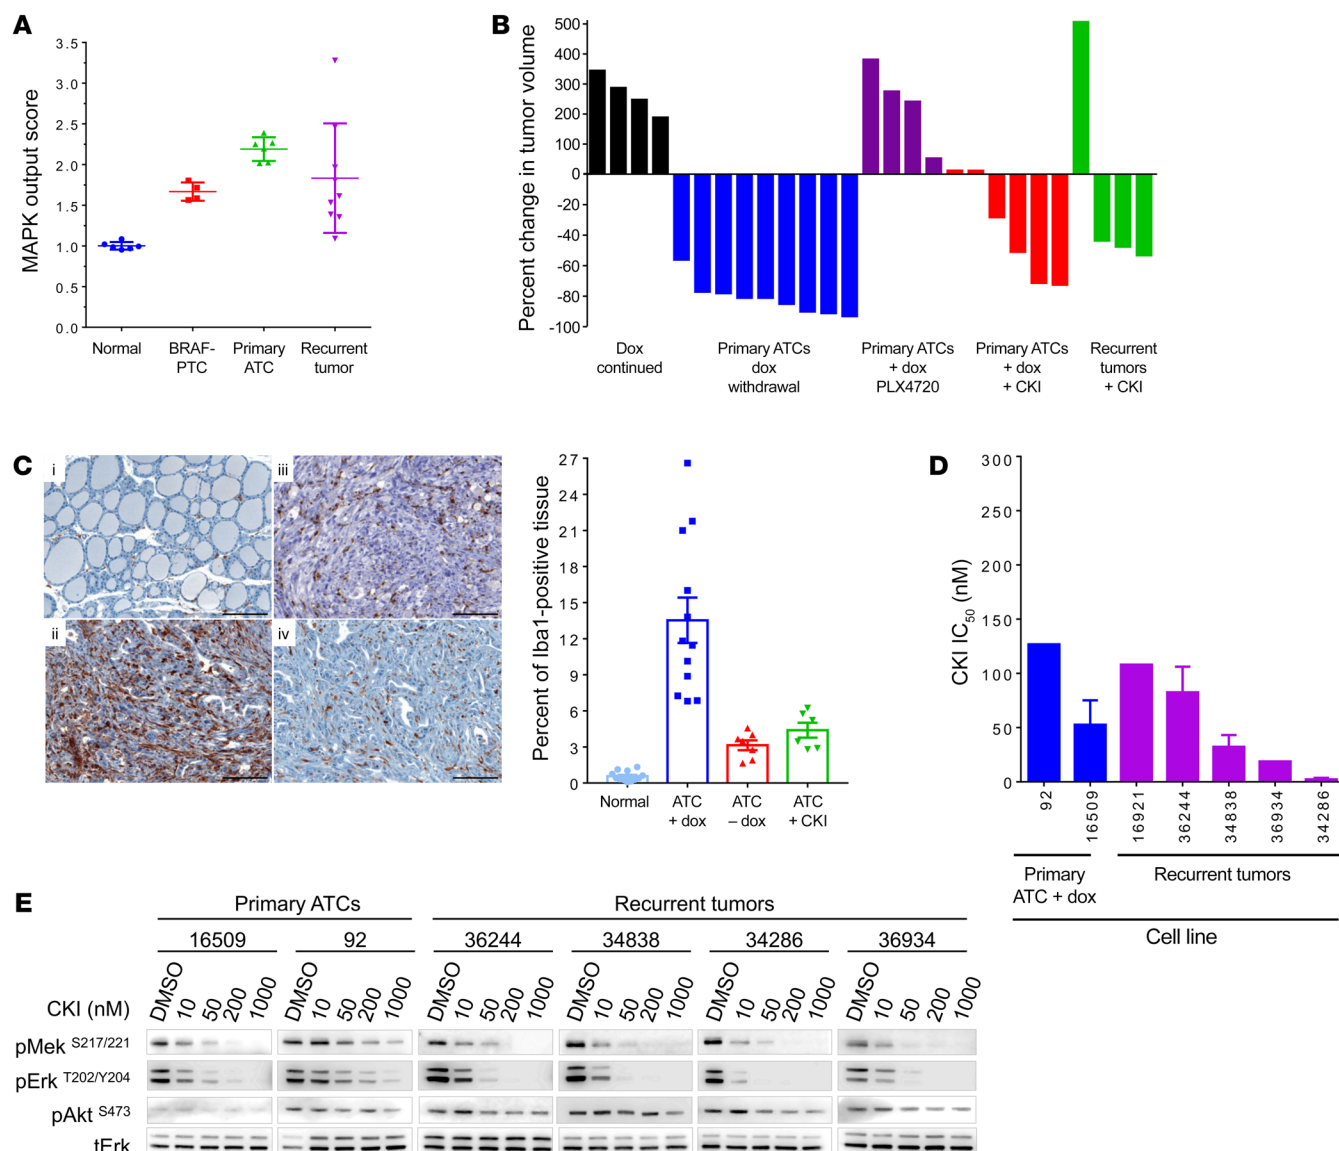 A
MAPK output score
3.5
3.0
2.5
2.0
1.5
1.0
0.5
0.0
Normal
BRAF-
PTC
Primary
ATC
Recurrent
tumor
B
Percent change in tumor volume
500
400
300
200
100
0
-20
-40
-60
-80
-100
Dox
continued
Primary ATCs
dox
withdrawal
Primary ATCs
+ dox
PLX4720
Primary ATCs
+ dox
+ CKI
Recurrent
tumors
+ CKI
C
i
iii
ii
iv
Percent of Iba1-positive tissue
27
24
21
18
15
12
9
6
3
0
Normal
ATC
+ dox
ATC
– dox
ATC
+ CKI
D
CKI IC50 (nM)
300
250
200
150
100
50
0
92
16509
16921
36244
34838
36934
34286
Primary
ATC + dox
Recurrent tumors
Cell line
E
Primary ATCs Recurrent tumors
16509 92 36244 34838 34286 36934
CKI (nM) DMSO 10 50 200 1000 DMSO 10 50 200 1000 DMSO 10 50 200 1000 DMSO 10 50 200 1000 DMSO 10 50 200 1000 DMSO 10 50 200 1000
pMek S217/221
pErk T202/Y204
pAkt S473
tErk